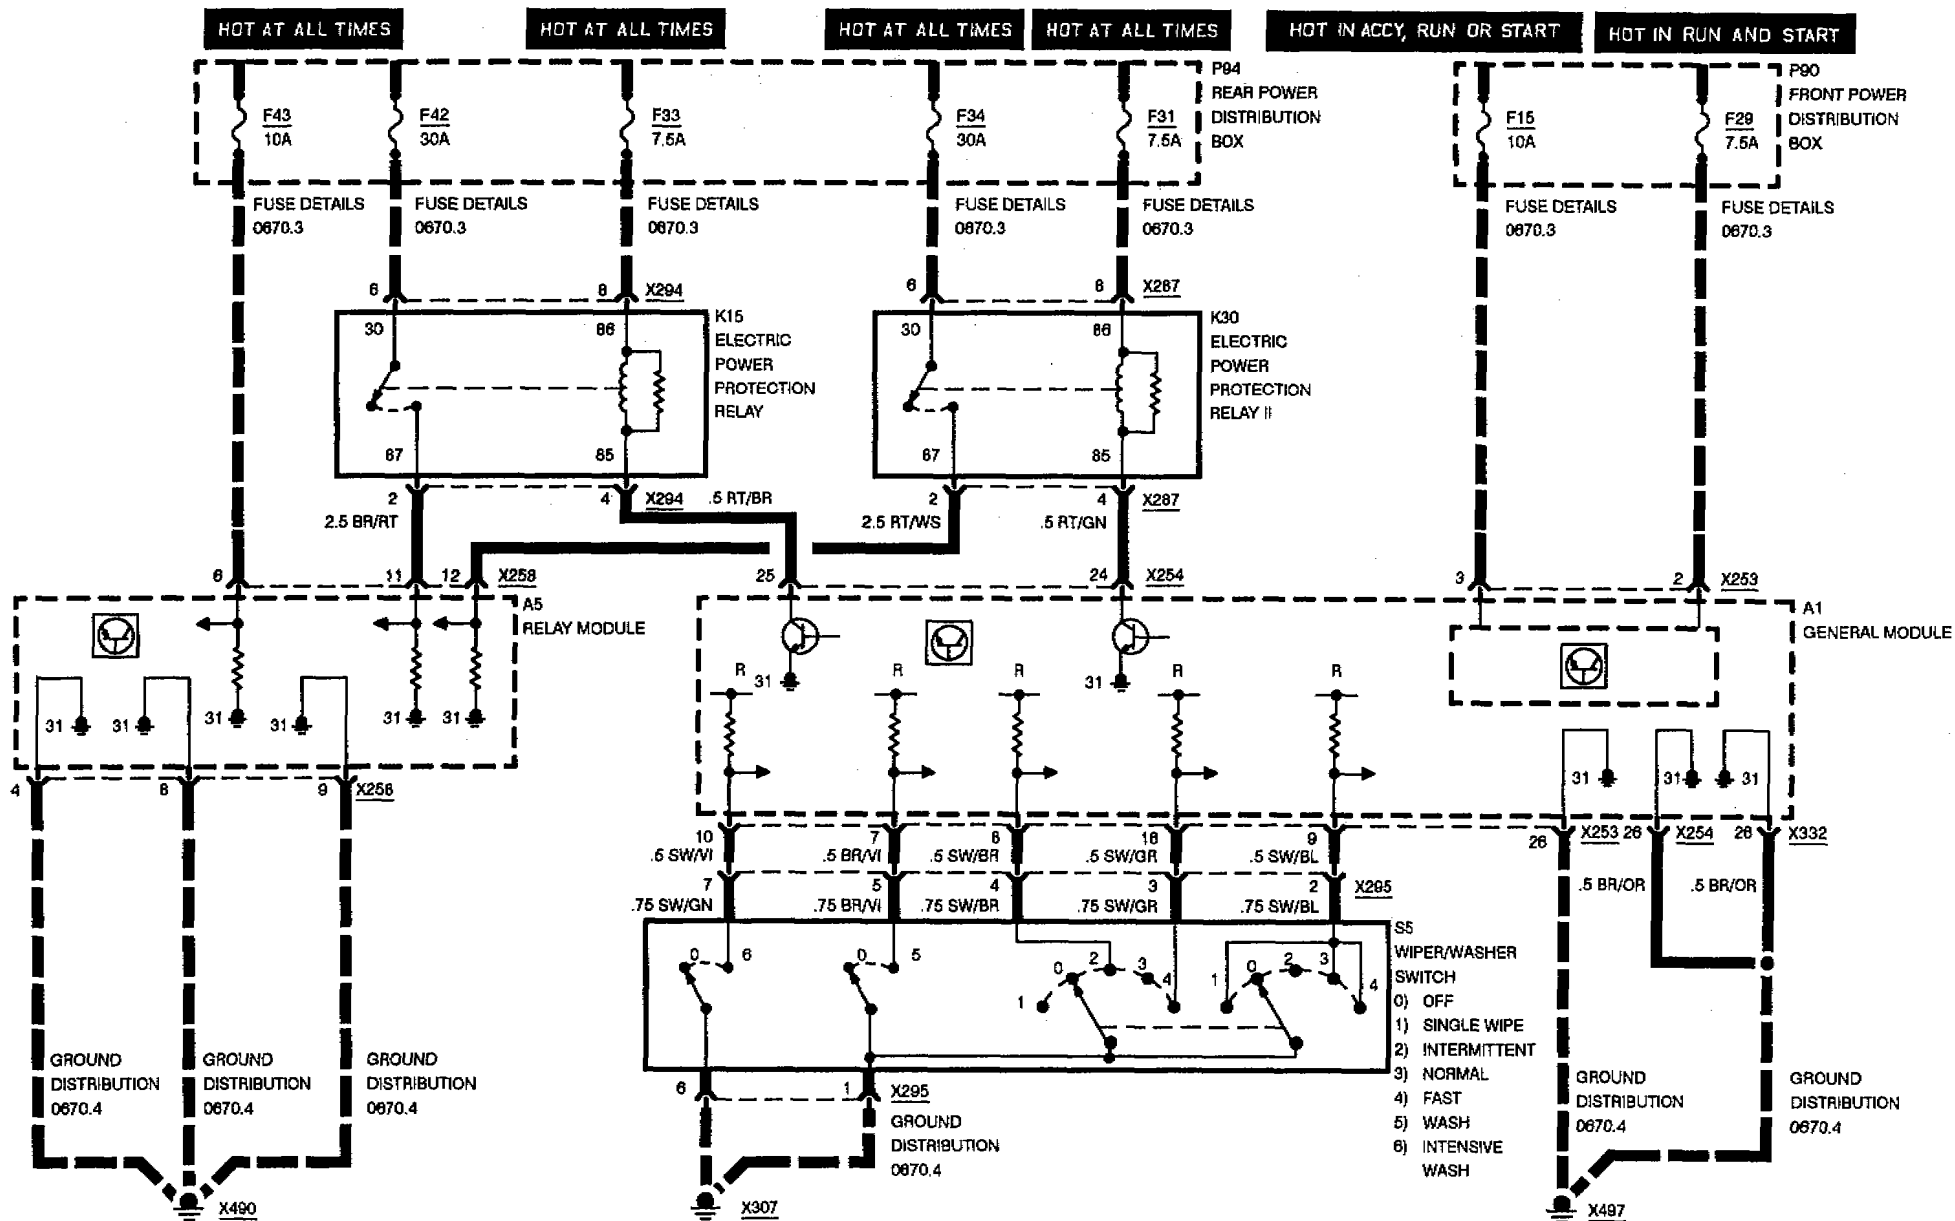 HOT AT ALL TIMES
HOT AT ALL TIMES
HOT AT ALL TIMES
HOT AT ALL TIMES
HOT IN ACCY, RUN OR START
HOT IN RUN AND START
F43
10A
F42
30A
F33
7.5A
F34
30A
F31
7.5A
P94
REAR POWER
DISTRIBUTION
BOX
F15
10A
F29
7.5A
P90
FRONT POWER
DISTRIBUTION
BOX
FUSE DETAILS
0670.3
FUSE DETAILS
0670.3
FUSE DETAILS
0670.3
FUSE DETAILS
0670.3
FUSE DETAILS
0670.3
FUSE DETAILS
0670.3
FUSE DETAILS
0670.3
6
8
X294
6
8
X287
30
86
K15
ELECTRIC
POWER
PROTECTION
RELAY
30
86
K30
ELECTRIC
POWER
PROTECTION
RELAY II
87
85
87
85
2
4
X294
.5 RT/BR
2
4
X287
2.5 BR/RT
2.5 RT/WS
.5 RT/GN
6
11
12
X258
25
24
X254
3
2
X253
A5
RELAY MODULE
A1
GENERAL MODULE
31
31
31
31
31
31
R
31
R
R
31
R
R
31
31
31
4
8
9
X256
10
7
8
18
9
26
X253
26
X254
26
X332
.5 SW/VI
.5 BR/VI
.5 SW/BR
.5 SW/GR
.5 SW/BL
.5 BR/OR
.5 BR/OR
7
5
4
3
2
X295
.75 SW/GN
.75 BR/VI
.75 SW/BR
.75 SW/GR
.75 SW/BL
0
6
0
5
1
0
2
3
4
1
0
2
3
4
S5
WIPER/WASHER
SWITCH
0) OFF
1) SINGLE WIPE
2) INTERMITTENT
3) NORMAL
4) FAST
5) WASH
6) INTENSIVE
WASH
GROUND
DISTRIBUTION
0670.4
GROUND
DISTRIBUTION
0670.4
GROUND
DISTRIBUTION
0670.4
6
1
X295
GROUND
DISTRIBUTION
0670.4
GROUND
DISTRIBUTION
0670.4
GROUND
DISTRIBUTION
0670.4
X490
X307
X497